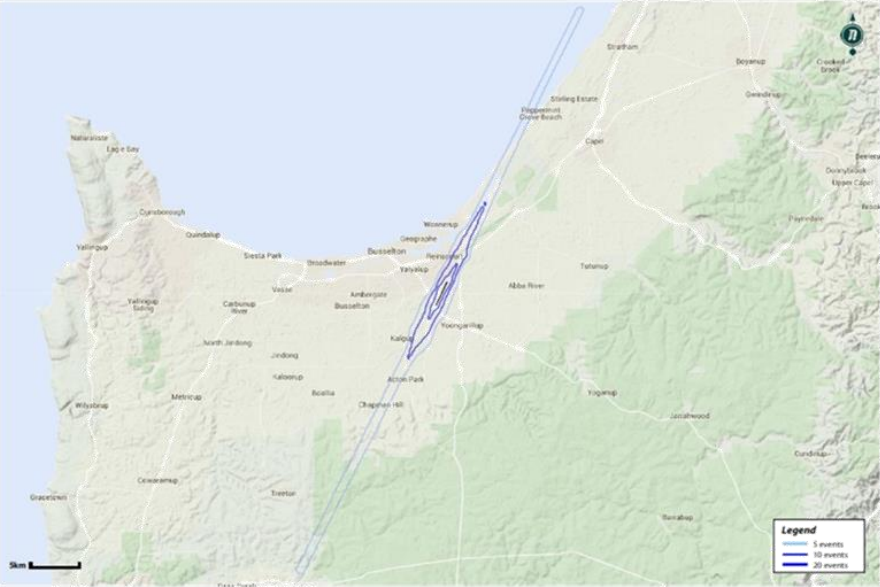 n
Stratham
Boyanup
Crooked
Brook
Gwindinup
Stirling Estate
Peppermint
Grove Beach
Naturaliste
Eagle Bay
Capel
Donnybrook
Upper Capel
Dunsborough
Paynedale
Wonnerup
Quindalup
Geographe
Yallingup
Busselton
Reinscourt
Siesta Park
Broadwater
Yalyalup
Tutunup
Vasse
Abba River
Ambergate
Yallingup
Siding
Carbunup
River
Busselton
Yoongarillup
Kalgup
North Jindong
Jindong
Kaloorup
Acton Park
Boallia
Yoganup
Metricup
Chapman Hill
Wilyabrup
Jarrahwood
Cundinup
Cowaramup
Treeton
Gracetown
Barrabup
Legend
5 events
10 events
20 events
5km